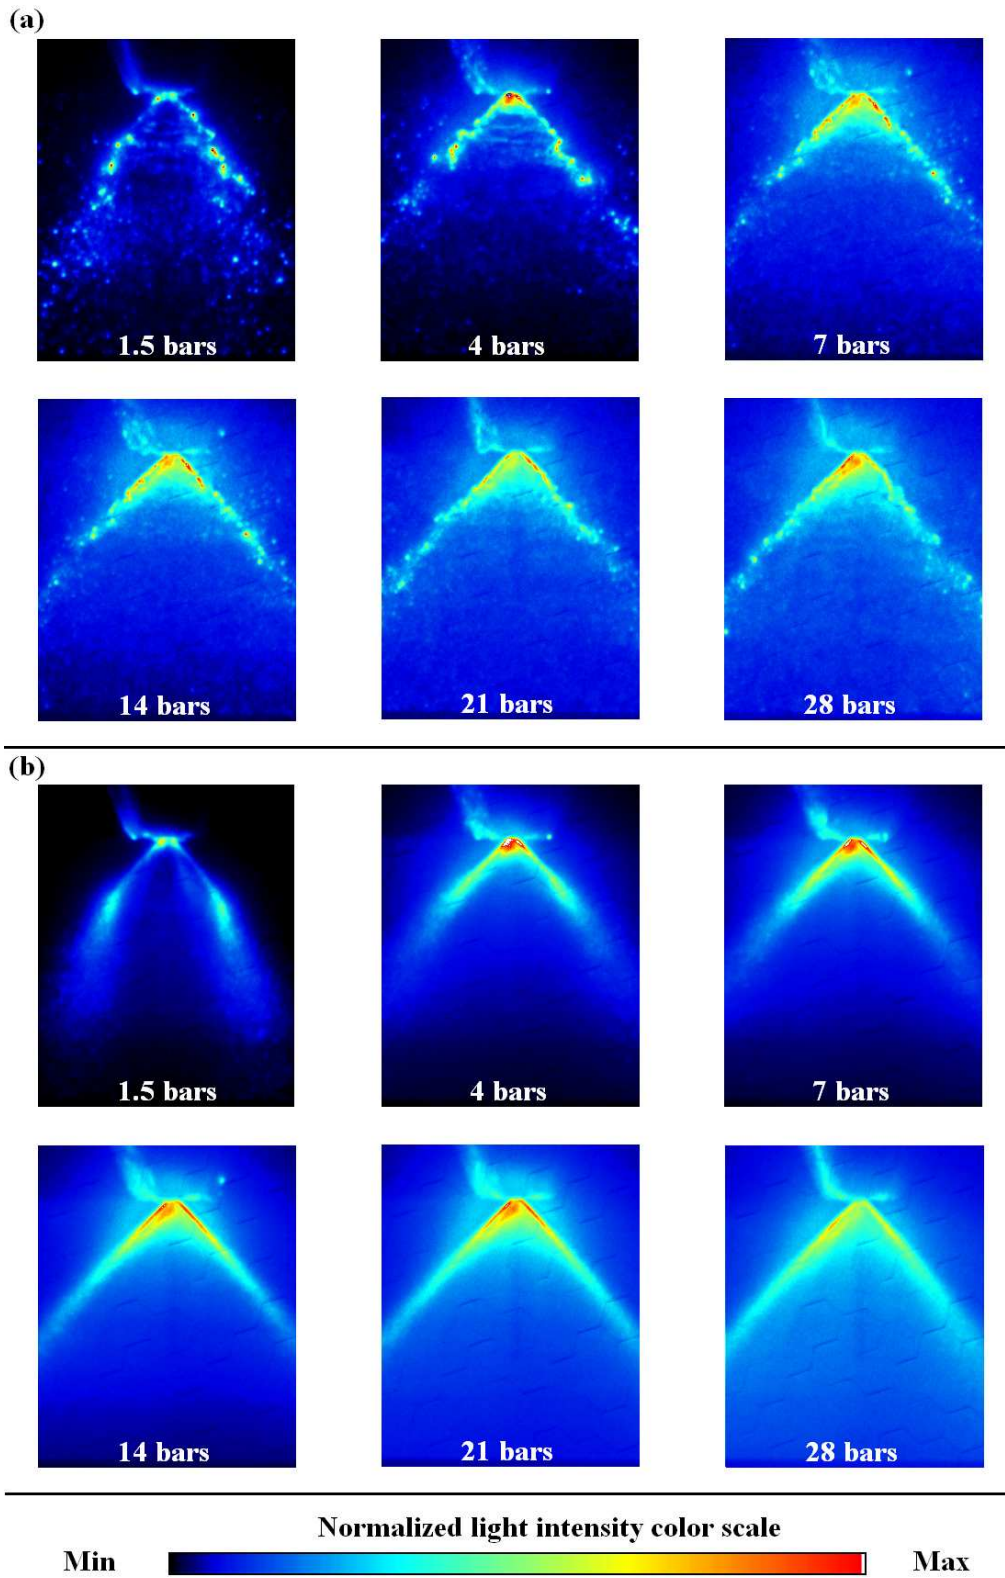 (a)
1.5 bars
4 bars
7 bars
14 bars
21 bars
28 bars
(b)
1.5 bars
4 bars
7 bars
14 bars
21 bars
28 bars
Normalized light intensity color scale
Min
Max